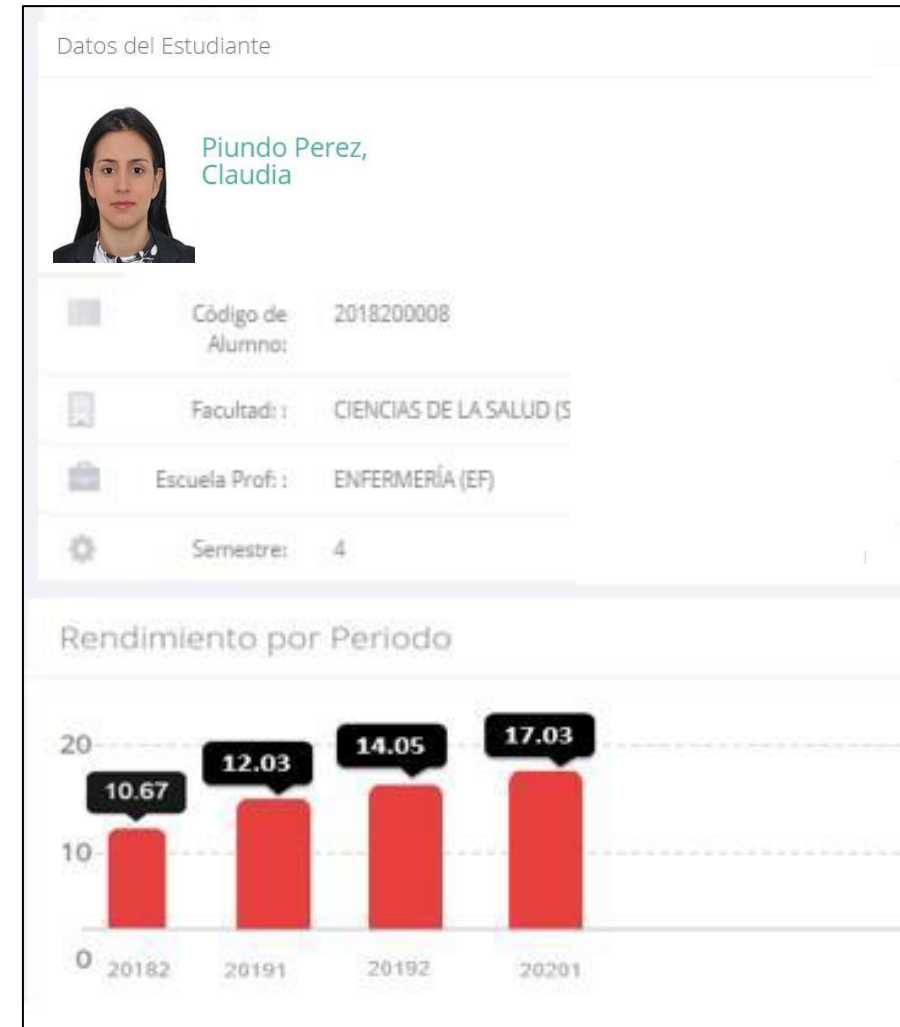 Datos del Estudiante
Piundo Perez,
Claudia
Código de 2018200008
Alumno:
Facultad: : CIENCIAS DE LA SALUD (S
Escuela Prof: : ENFERMERÍA (EF)
Semestre: 4
Rendimiento por Periodo
20
10.67 12.03 14.05 17.03
10
0
20182 20191 20192 20201